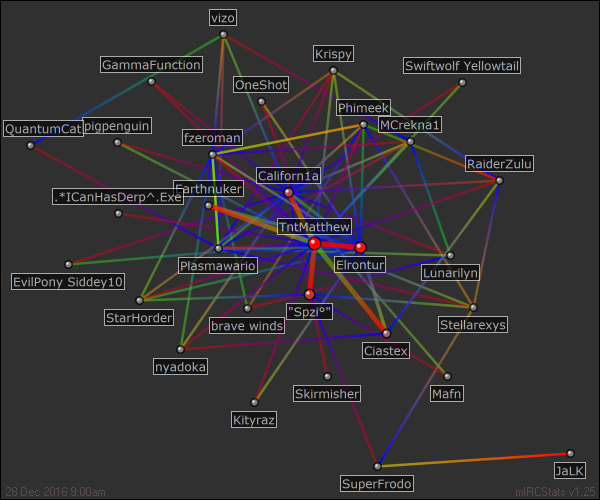 vizo
Krispy
GammaFunction
Swiftwolf Yellowtail
OneShot
Phimeek
QuantumCat
pigpenguin
MCrekna1
fzeroman
RaiderZulu
Californ1a
Earthnuker
.*ICanHasDerp^.Exe
TntMatthew
Plasmawario
Elrontur
Lunarilyn
EvilPony Siddey10
StarHorder
"Spzi°"
brave winds
Stellarexys
Ciastex
nyadoka
Skirmisher
Mafn
Kityraz
JaLK
SuperFrodo
28 Dec 2016 9:00am
mIRCStats v1.25